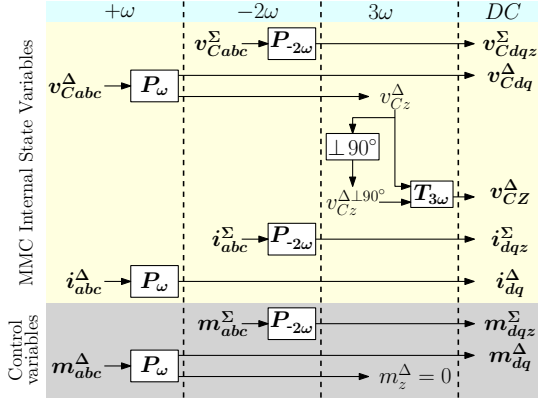 +ω −2ω 3ω DC
v^Σ_Cabc P_-2ω v^Σ_Cdqz
v^Δ_Cabc P_ω v^Δ_Cdq
v^Δ_Cz
⊥90°
v^Δ⊥90°_Cz T_3ω v^Δ_CZ
i^Σ_abc P_-2ω i^Σ_dqz
i^Δ_abc P_ω i^Δ_dq
MMC Internal State Variables
m^Σ_abc P_-2ω m^Σ_dqz
m^Δ_abc P_ω m^Δ_dq
m^Δ_z = 0
Control
variables